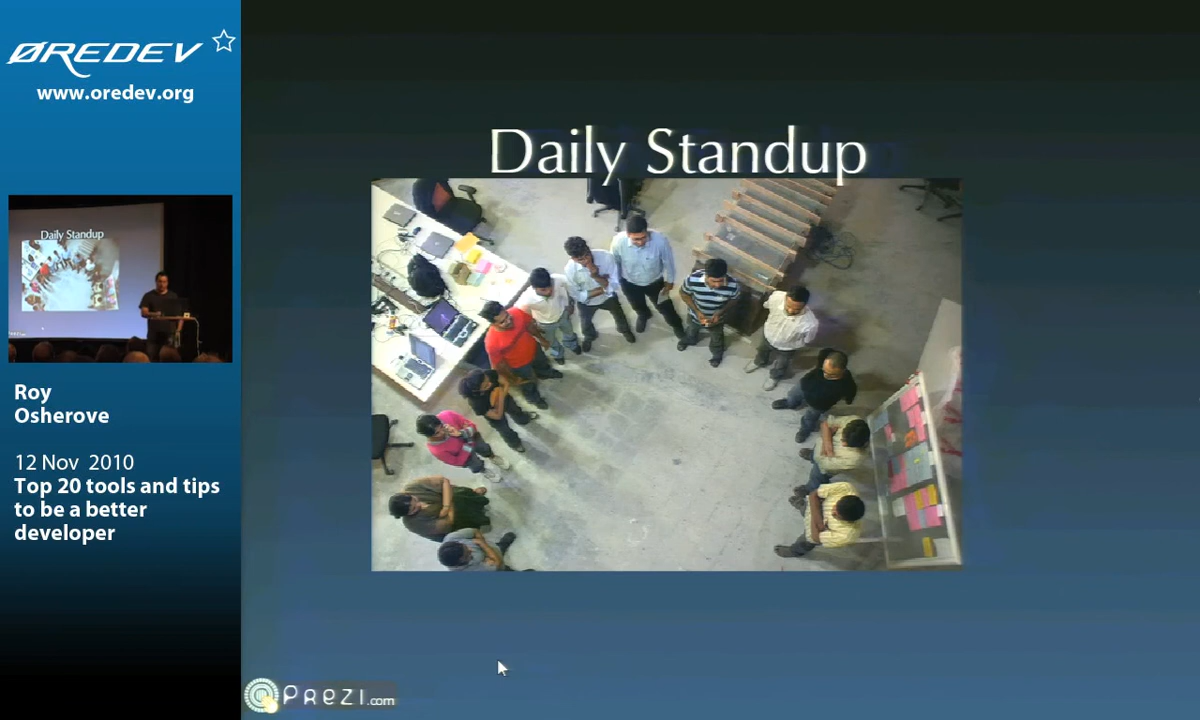 ØREDEV
www.oredev.org
Daily Standup
Daily Standup
Roy
Osherove
12 Nov 2010
Top 20 tools and tips
to be a better
developer
PREZI.com